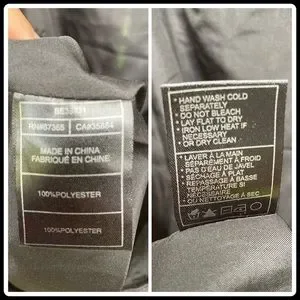 RN#67355
CA#35884
MADE IN CHINA
FABRIQUÉ EN CHINE
100%POLYESTER
100%POLYESTER
* HAND WASH COLD
SEPARATELY
* DO NOT BLEACH
* LAY FLAT TO DRY
* IRON LOW HEAT IF
NECESSARY
* OR DRY CLEAN
* LAVER À LA MAIN
SÉPARÉMENT À FROID
* PAS D'EAU DE JAVEL
* SÉCHAGE À PLAT
* REPASSAGE À BASSE
TEMPÉRATURE SI
NÉCESSAIRE
* OU NETTOYAGE À SEC